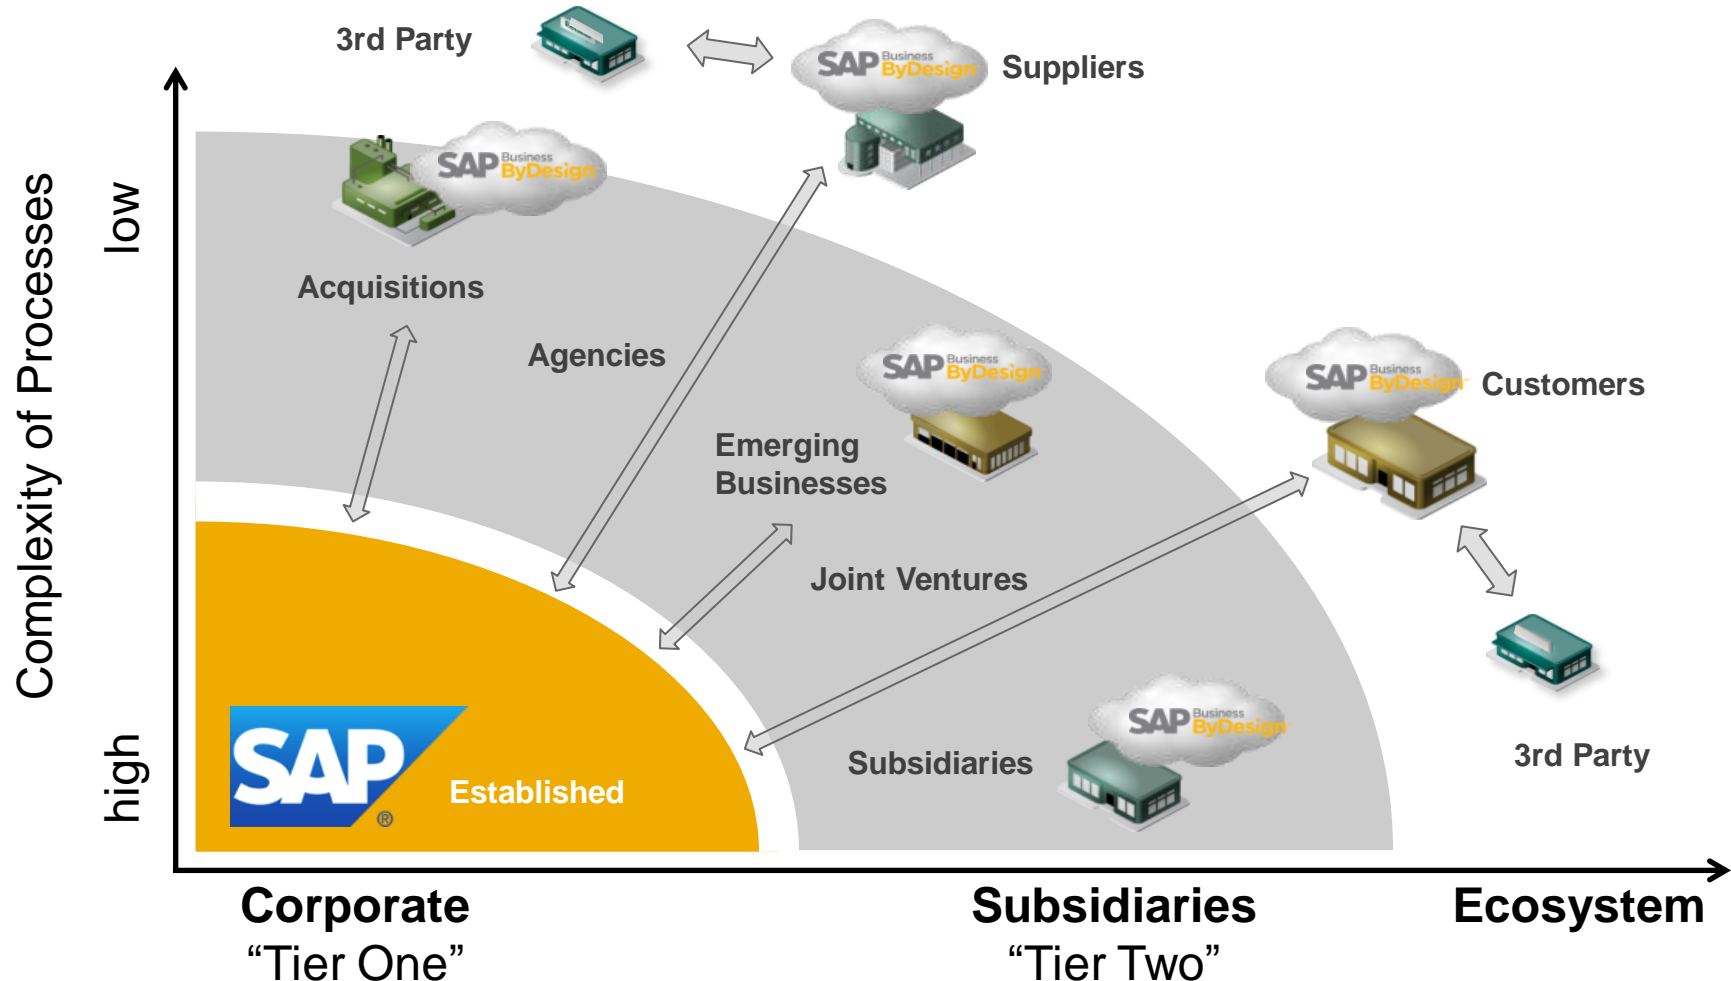 3rd Party
SAP Business
ByDesign
Suppliers
SAP Business
ByDesign
low
Complexity of Processes
Acquisitions
Agencies
SAP Business
ByDesign
SAP Business
ByDesign
Customers
Emerging
Businesses
Joint Ventures
SAP Business
ByDesign
Subsidiaries
3rd Party
high
SAP
®
Established
Corporate
“Tier One”
Subsidiaries
“Tier Two”
Ecosystem